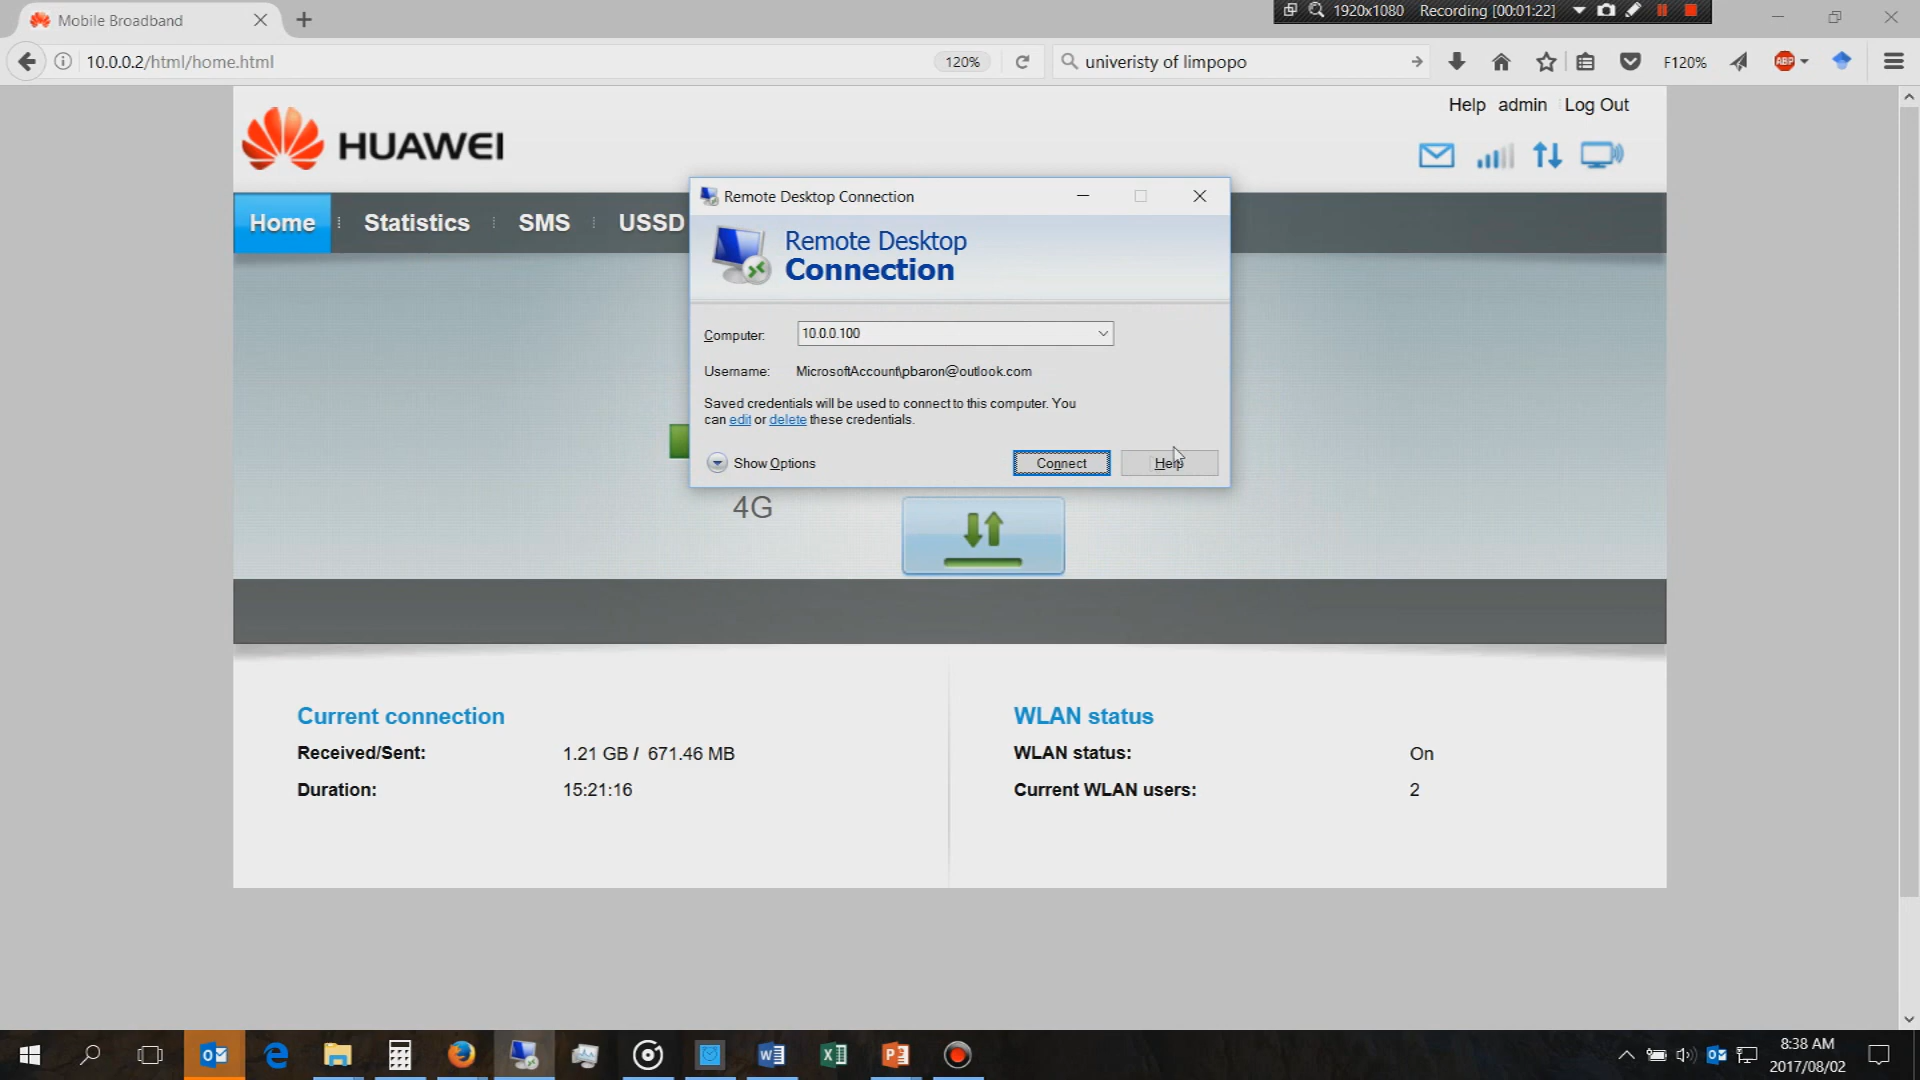 Mobile Broadband
1920x1080 Recording [00:01:22]
10.0.0.2/html/home.html
120%
univeristy of limpopo
F120%
ABP
Help admin Log Out
HUAWEI
Home Statistics SMS USSD
Remote Desktop Connection
Remote Desktop
Connection
Computer: 10.0.0.100
Username: MicrosoftAccount\pbaron@outlook.com
Saved credentials will be used to connect to this computer. You
can edit or delete these credentials.
Show Options Connect Help
4G
Current connection
Received/Sent: 1.21 GB / 671.46 MB
Duration: 15:21:16
WLAN status
WLAN status: On
Current WLAN users: 2
8:38 AM
2017/08/02